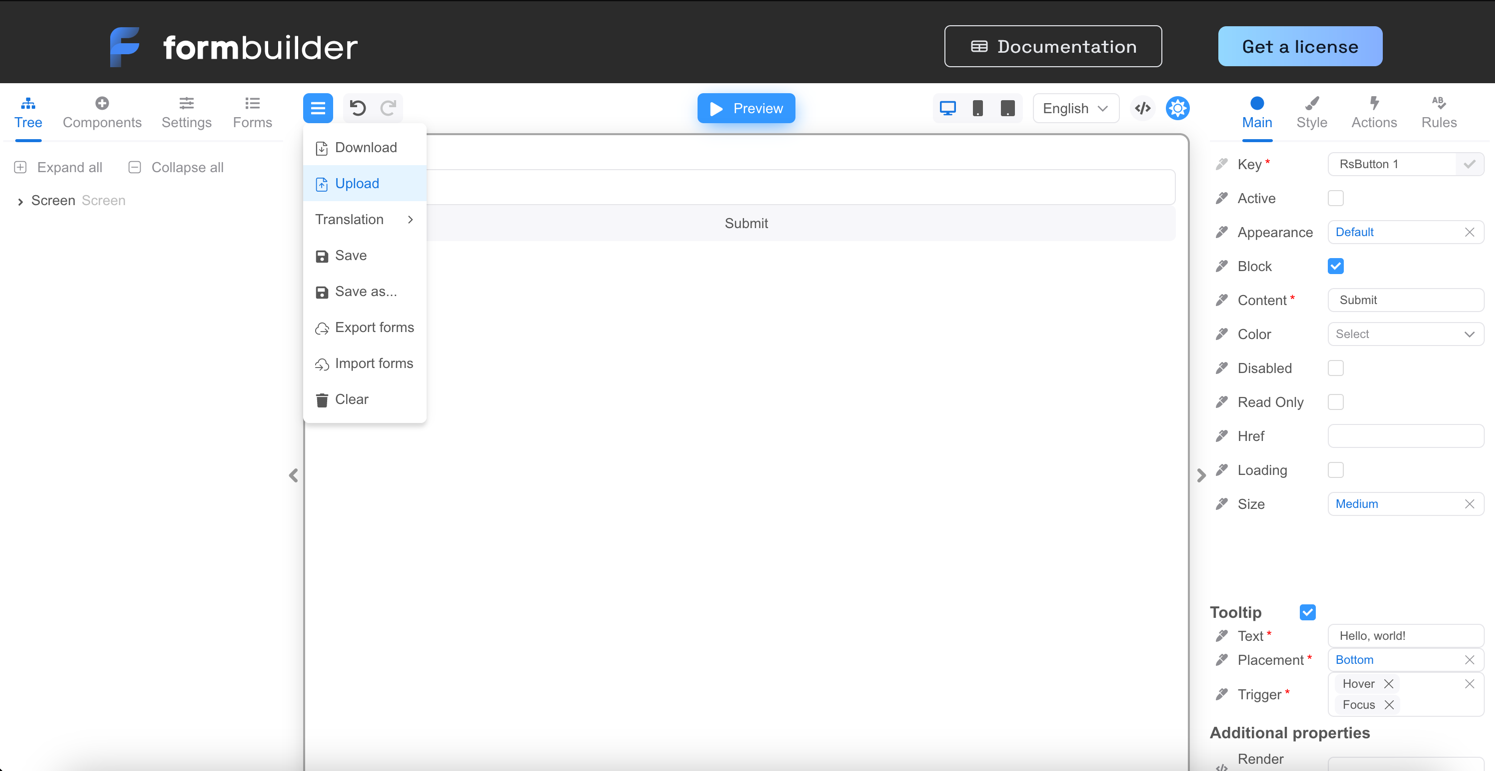 formbuilder
Documentation
Get a license
Tree
Components
Settings
Forms
Preview
English
Main
Style
Actions
Rules
Expand all
Collapse all
Screen Screen
Download
Upload
Translation
Save
Save as...
Export forms
Import forms
Clear
Submit
Key *
RsButton 1
Active
Appearance
Default
Block
Content *
Submit
Color
Select
Disabled
Read Only
Href
Loading
Size
Medium
Tooltip
Text *
Hello, world!
Placement *
Bottom
Trigger *
Hover
Focus
Additional properties
Render